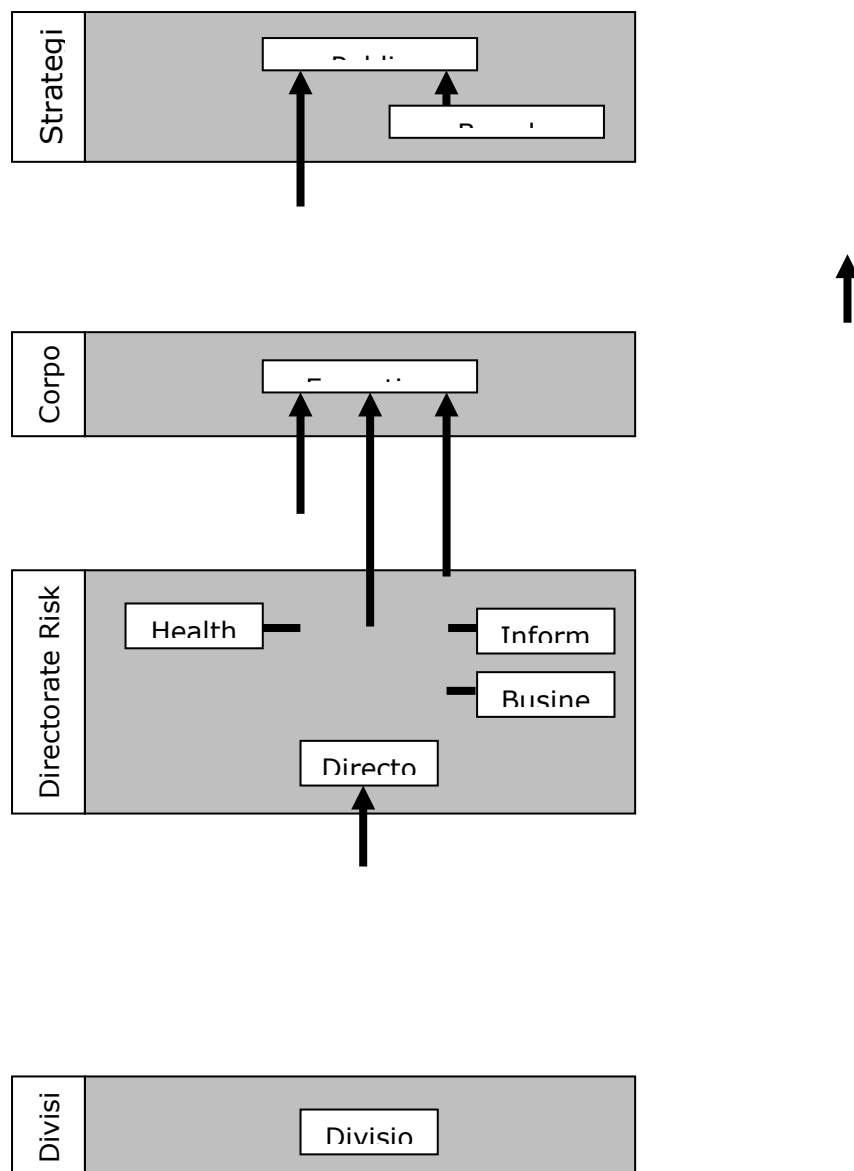 Strategi
Corpo
Directorate Risk
Health
Inform
Busine
Directo
Divisi
Divisio